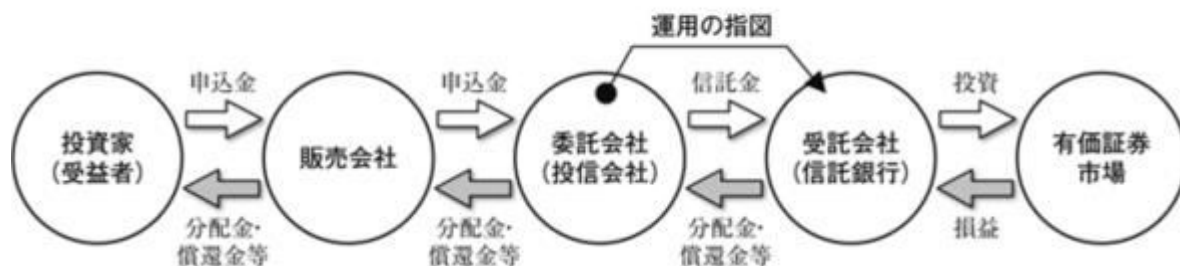 運用の指図
申込金
申込金
信託金
投資
投資家
(受益者)
販売会社
委託会社
(投信会社)
受託会社
(信託銀行)
有価証券
市場
分配金・
償還金等
分配金・
償還金等
分配金・
償還金等
損益